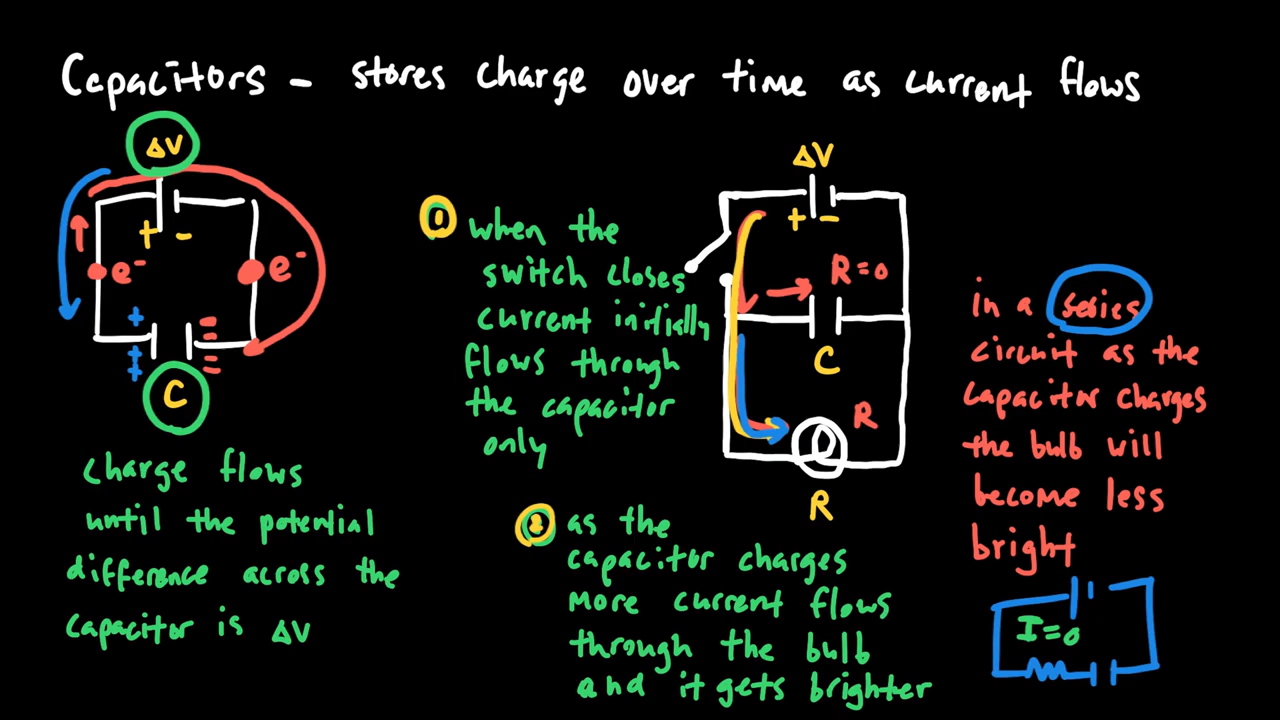 Capacitors – stores charge over time as current flows
ΔV
+ -
e⁻ e⁻
+
+
+
C
charge flows
until the potential
difference across the
capacitor is ΔV
① when the
switch closes
current initially
flows through
the capacitor
only
ΔV
+ -
R=0
C
R
R
② as the
capacitor charges
more current flows
through the bulb
and it gets brighter
in a series
circuit as the
capacitor charges
the bulb will
become less
bright
I=0